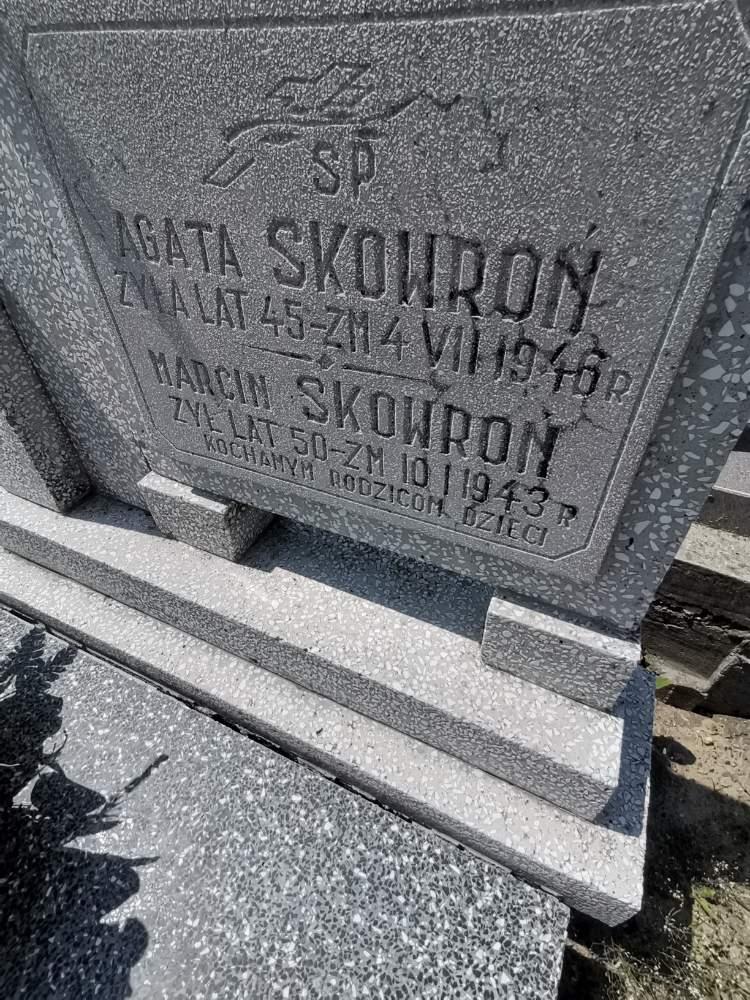 ŚP
AGATA SKOWROŃ
ŻYŁA LAT 45-ZM 4 VII 1946 R
MARCIN SKOWROŃ
ŻYŁ LAT 50-ZM 10 I 1943 R
KOCHANYM RODZICOM DZIECI